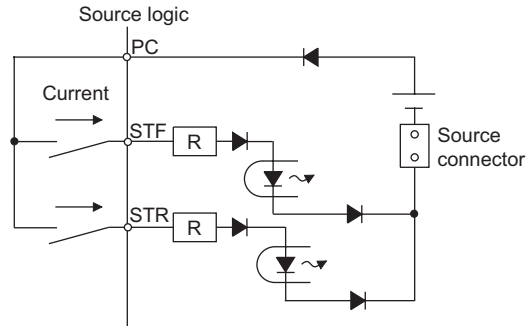 Source logic
PC
Current
STF
R
Source
connector
STR
R